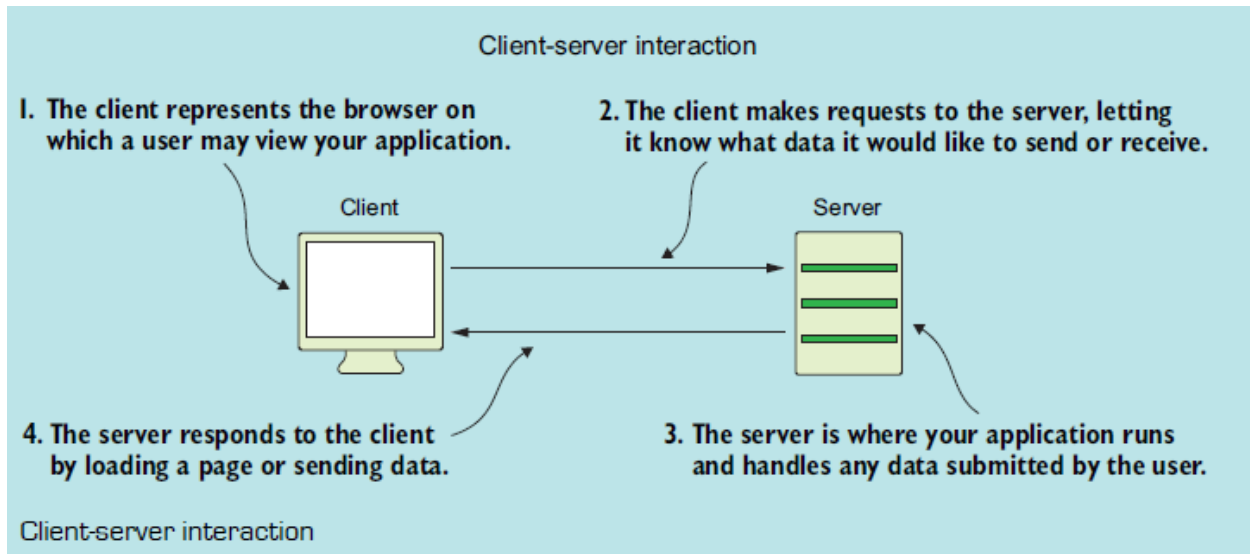 Client-server interaction
1. The client represents the browser on
which a user may view your application.
2. The client makes requests to the server, letting
it know what data it would like to send or receive.
Client
Server
4. The server responds to the client
by loading a page or sending data.
3. The server is where your application runs
and handles any data submitted by the user.
Client-server interaction